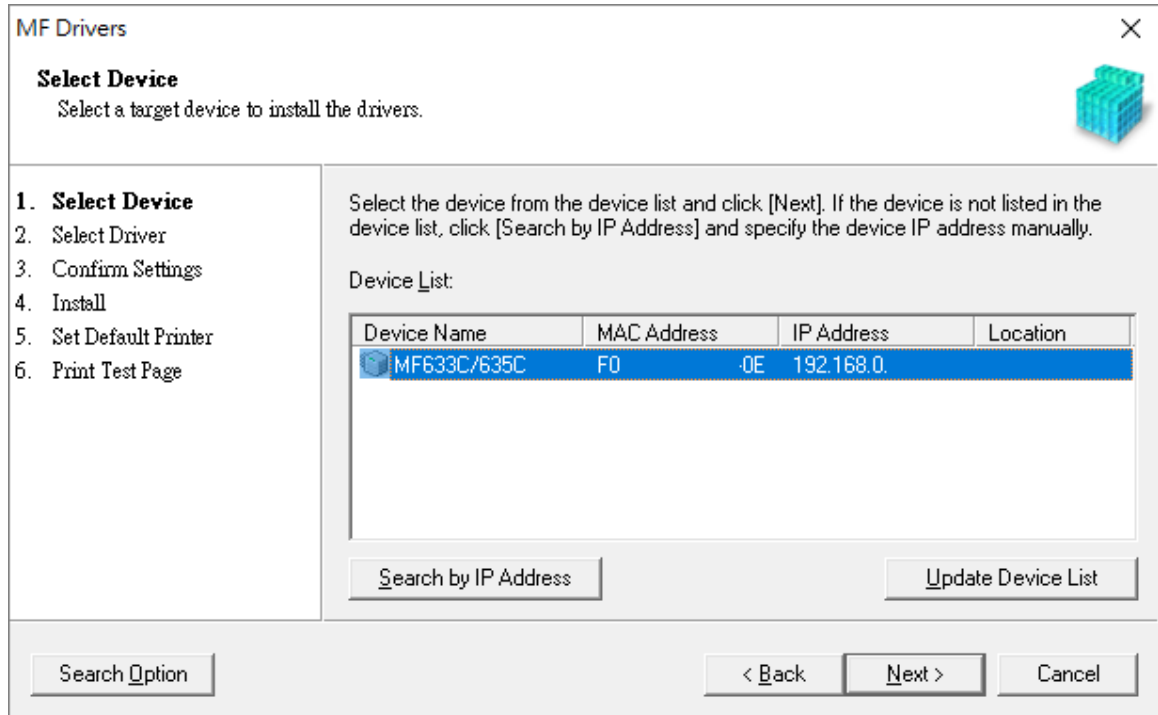 MF Drivers
Select Device
Select a target device to install the drivers.
1. Select Device
2. Select Driver
3. Confirm Settings
4. Install
5. Set Default Printer
6. Print Test Page
Select the device from the device list and click [Next]. If the device is not listed in the
device list, click [Search by IP Address] and specify the device IP address manually.
Device List:
Device Name MAC Address IP Address Location
MF633C/635C F0 -0E 192.168.0.
Search by IP Address Update Device List
Search Option < Back Next > Cancel